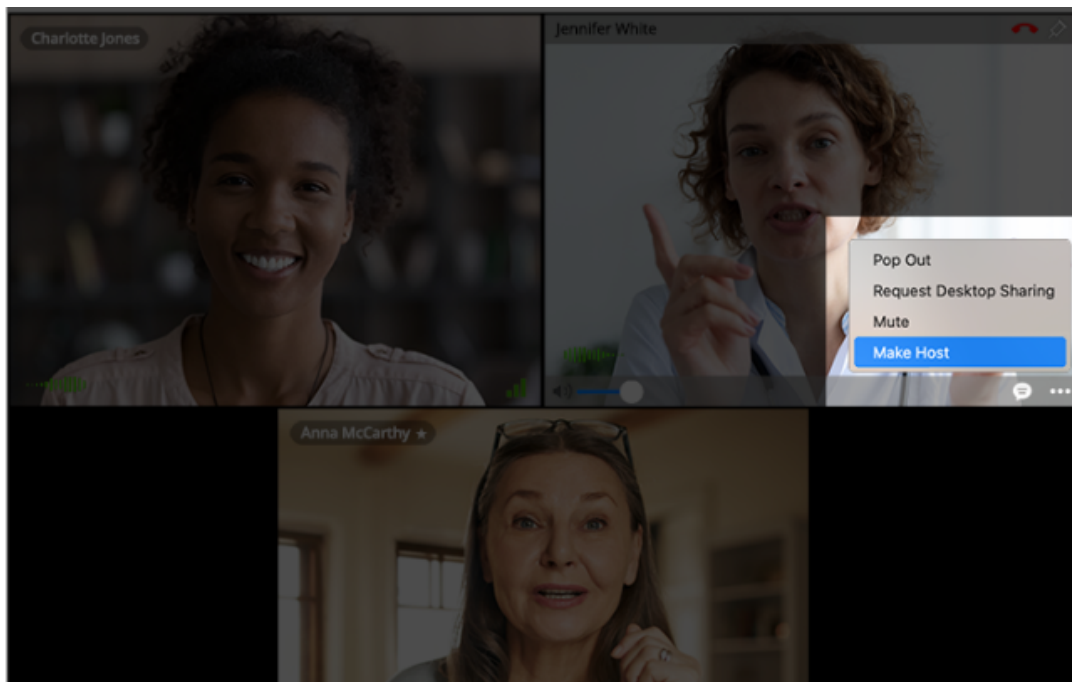 Charlotte Jones
Jennifer White
Pop Out
Request Desktop Sharing
Mute
Make Host
Anna McCarthy ★